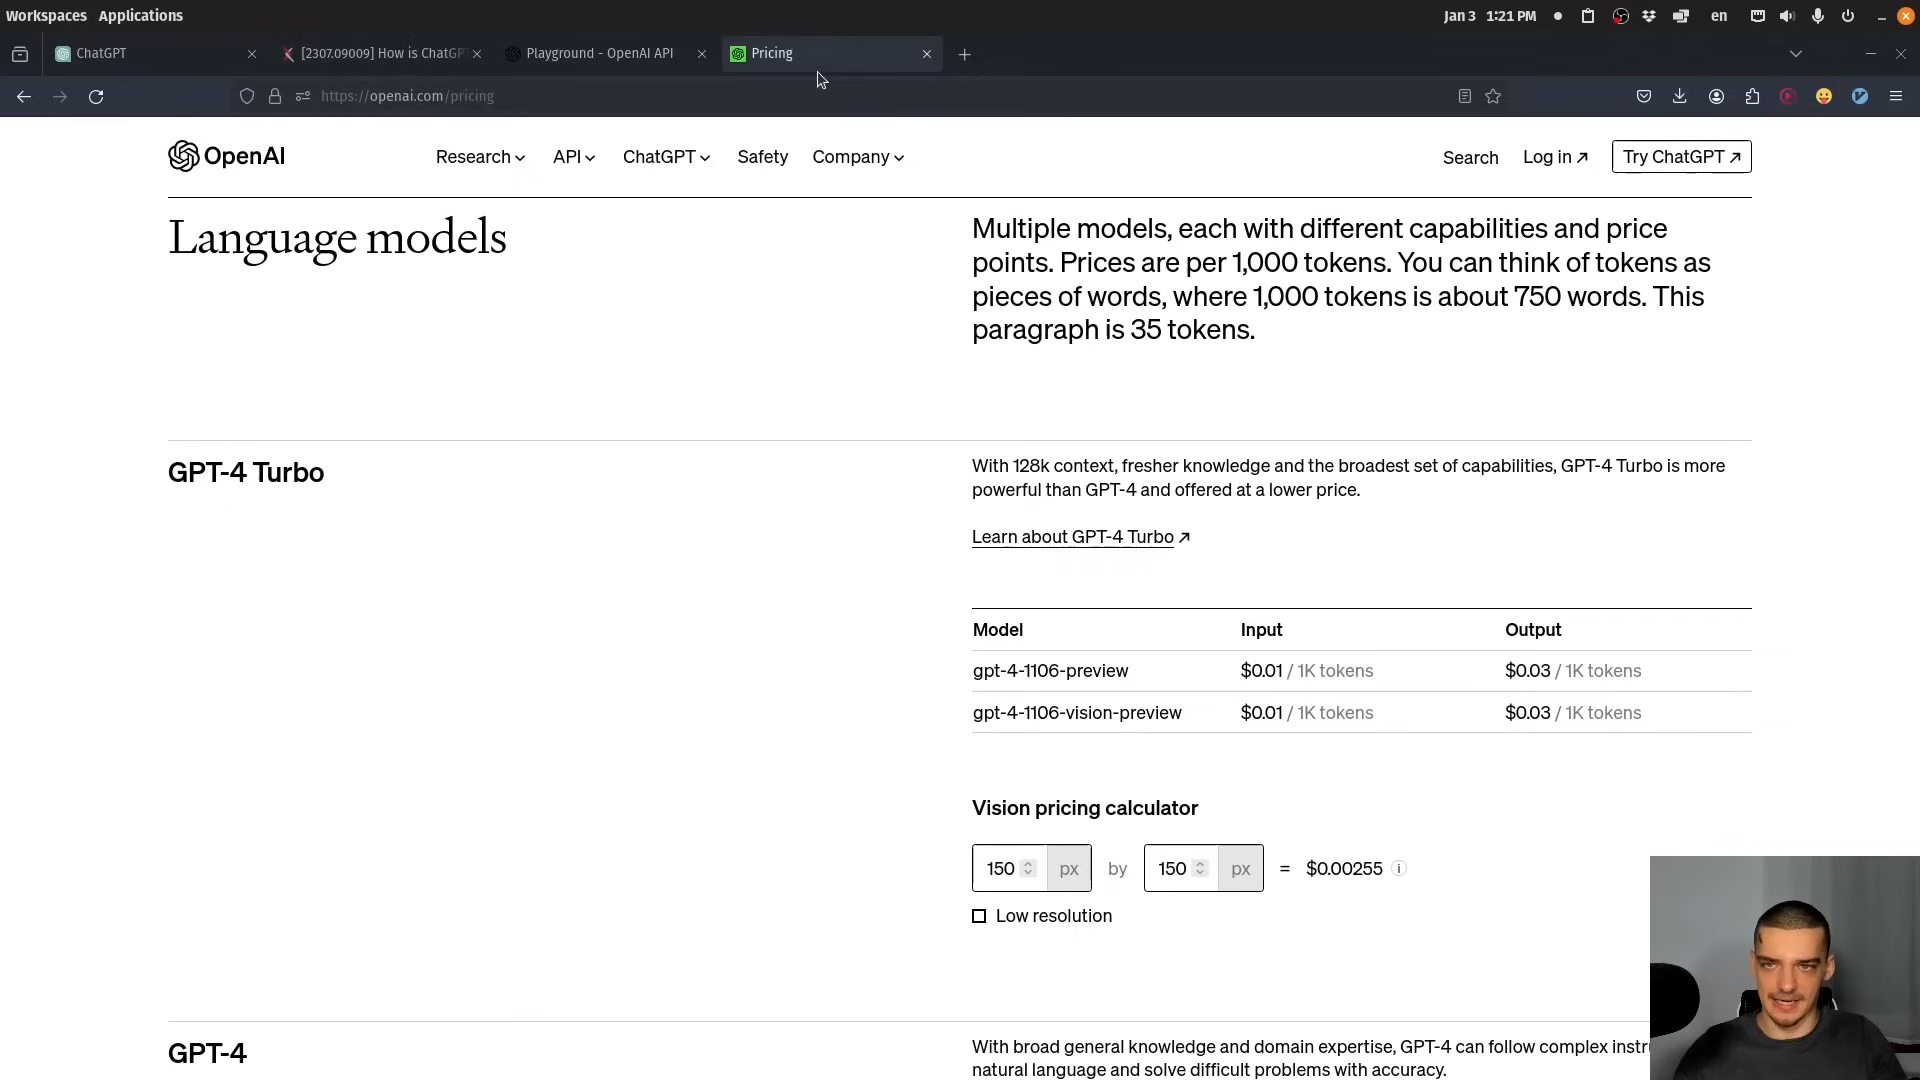 Workspaces Applications
Jan 3 1:21 PM
en
ChatGPT
[2307.09009] How is ChatGPT
Playground - OpenAI API
Pricing
https://openai.com/pricing
OpenAI
Research
API
ChatGPT
Safety
Company
Search
Log in ↗
Try ChatGPT ↗
Language models
Multiple models, each with different capabilities and price
points. Prices are per 1,000 tokens. You can think of tokens as
pieces of words, where 1,000 tokens is about 750 words. This
paragraph is 35 tokens.
GPT-4 Turbo
With 128k context, fresher knowledge and the broadest set of capabilities, GPT-4 Turbo is more
powerful than GPT-4 and offered at a lower price.
Learn about GPT-4 Turbo ↗
Model Input Output
gpt-4-1106-preview $0.01 / 1K tokens $0.03 / 1K tokens
gpt-4-1106-vision-preview $0.01 / 1K tokens $0.03 / 1K tokens
Vision pricing calculator
150 px by 150 px = $0.00255
Low resolution
GPT-4
With broad general knowledge and domain expertise, GPT-4 can follow complex instr
natural language and solve difficult problems with accuracy.